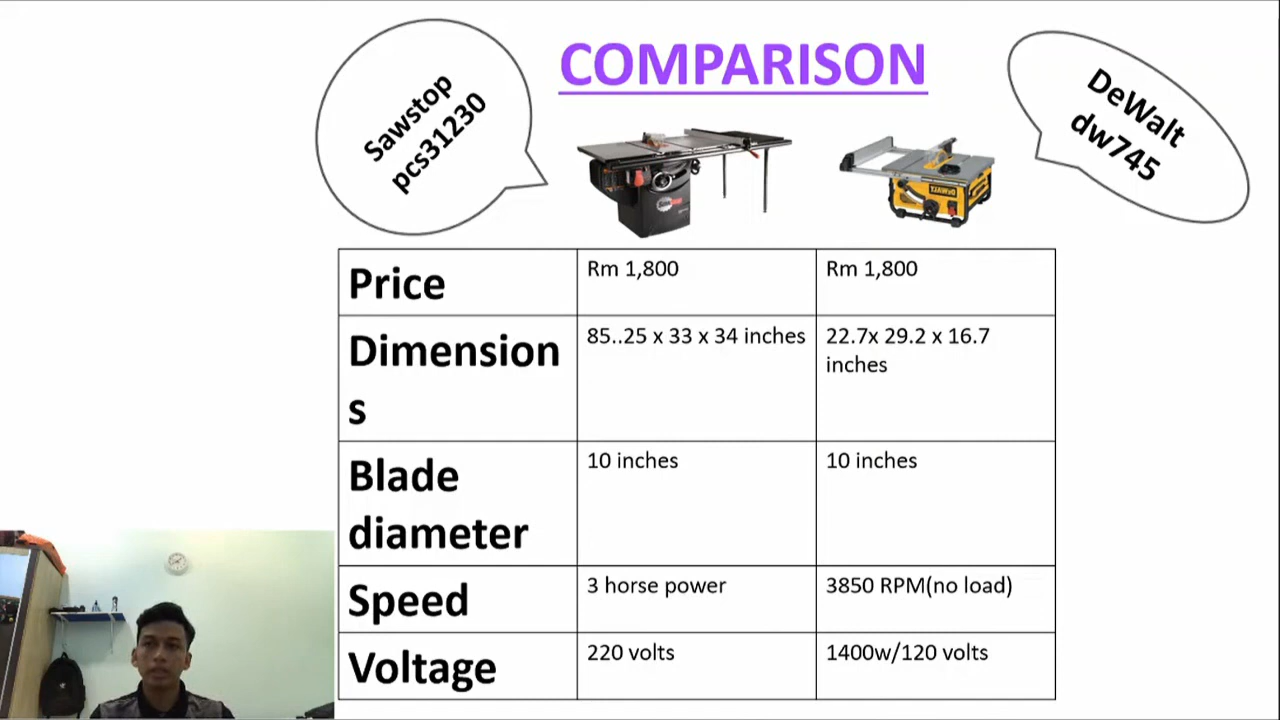 COMPARISON
Sawstop
pcs31230
DeWalt
dw745
DEWALT
Price
Rm 1,800
Rm 1,800
Dimension
s
85..25 x 33 x 34 inches
22.7x 29.2 x 16.7
inches
Blade
diameter
10 inches
10 inches
Speed
3 horse power
3850 RPM(no load)
Voltage
220 volts
1400w/120 volts